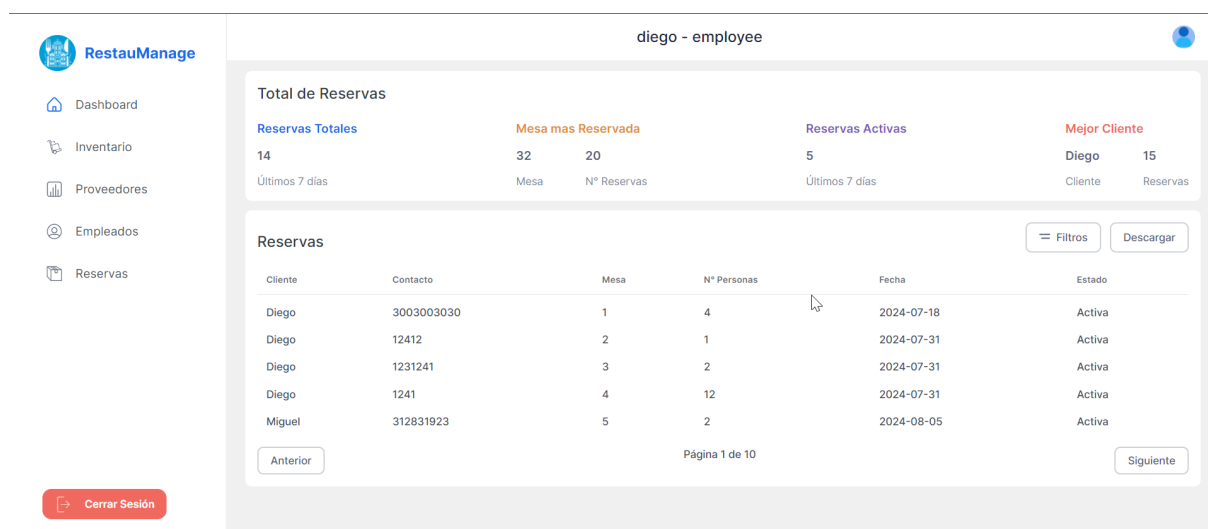 diego - employee
RestauManage
Dashboard
Inventario
Proveedores
Empleados
Reservas
Cerrar Sesión
Total de Reservas
Reservas Totales Mesa mas Reservada Reservas Activas Mejor Cliente
14 32 20 5 Diego 15
Últimos 7 días Mesa N° Reservas Últimos 7 días Cliente Reservas
Reservas Filtros Descargar
Cliente Contacto Mesa N° Personas Fecha Estado
Diego 3003003030 1 4 2024-07-18 Activa
Diego 12412 2 1 2024-07-31 Activa
Diego 1231241 3 2 2024-07-31 Activa
Diego 1241 4 12 2024-07-31 Activa
Miguel 312831923 5 2 2024-08-05 Activa
Anterior Página 1 de 10 Siguiente